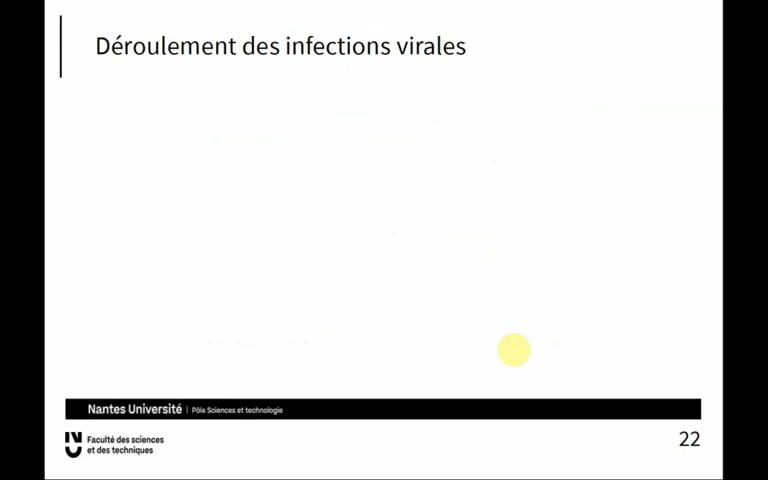 Déroulement des infections virales
Nantes Université | Pôle Sciences et technologie
Faculté des sciences
et des techniques
22